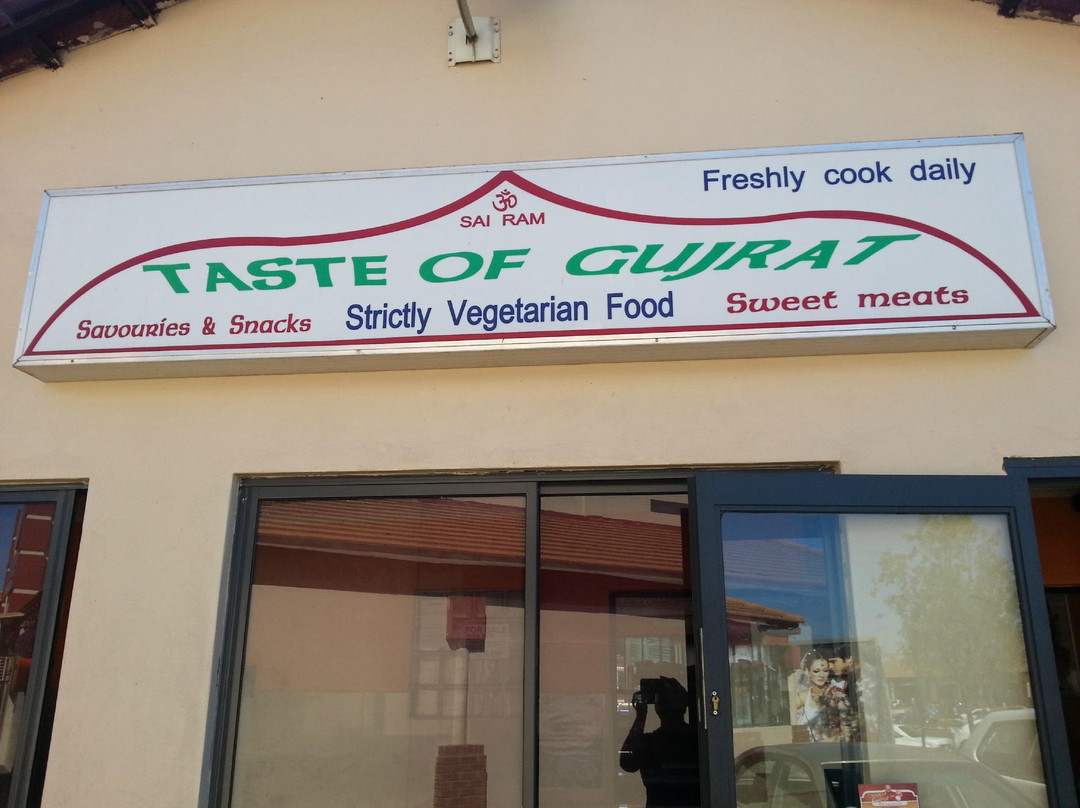 Freshly cook daily
ॐ
SAI RAM
TASTE OF GUJRAT
Savouries & Snacks
Strictly Vegetarian Food
Sweet meats